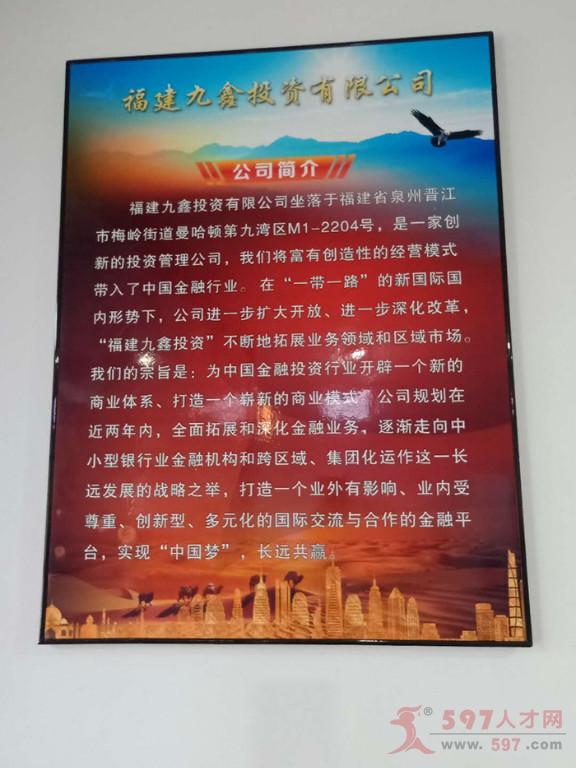 福建九鑫投资有限公司
公司简介
福建九鑫投资有限公司坐落于福建省泉州晋江
市梅岭街道曼哈顿第九湾区M1-2204号，是一家创
新的投资管理公司，我们将富有创造性的经营模式
带入了中国金融行业。在“一带一路”的新国际国
内形势下，公司进一步扩大开放、进一步深化改革，
“福建九鑫投资”不断地拓展业务领域和区域市场。
我们的宗旨是：为中国金融投资行业开辟一个新的
商业体系、打造一个崭新的商业模式 公司规划在
近两年内，全面拓展和深化金融业务，逐渐走向中
小型银行业金融机构和跨区域、集团化运作这一长
远发展的战略之举，打造一个业外有影响、业内受
尊重、创新型、多元化的国际交流与合作的金融平
台，实现“中国梦”，长远共赢。
597人才网
www.597.com